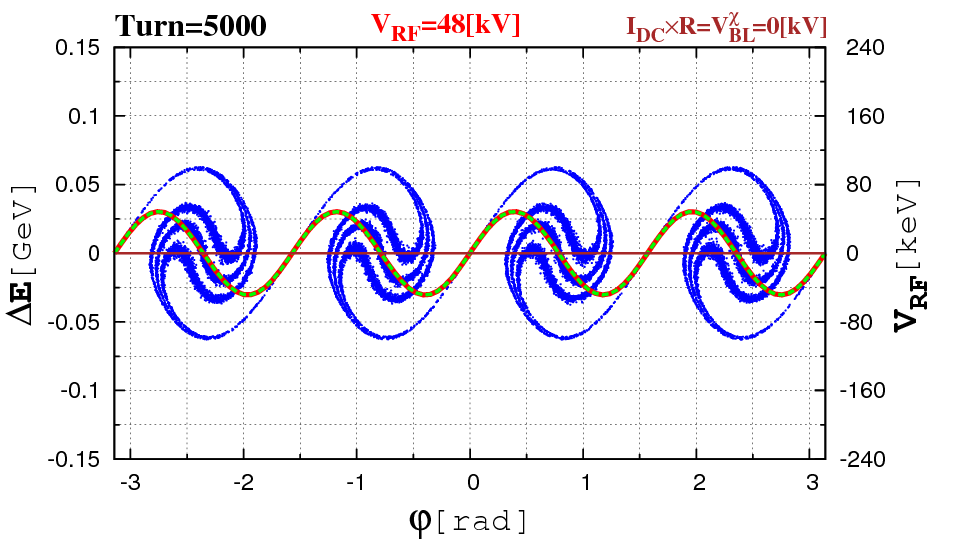 Turn=5000 V_RF=48[kV] I_DC×R=V_BL^χ=0[kV]
0.15 240
0.1 160
0.05 80
0 0
-0.05 -80
-0.1 -160
-0.15 -240
ΔE[GeV]
V_RF[keV]
-3 -2 -1 0 1 2 3
φ[rad]